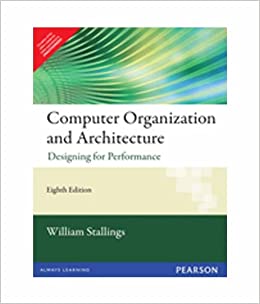 Computer Organization
and Architecture
Designing for Performance
Eighth Edition
William Stallings
ALWAYS LEARNING
PEARSON